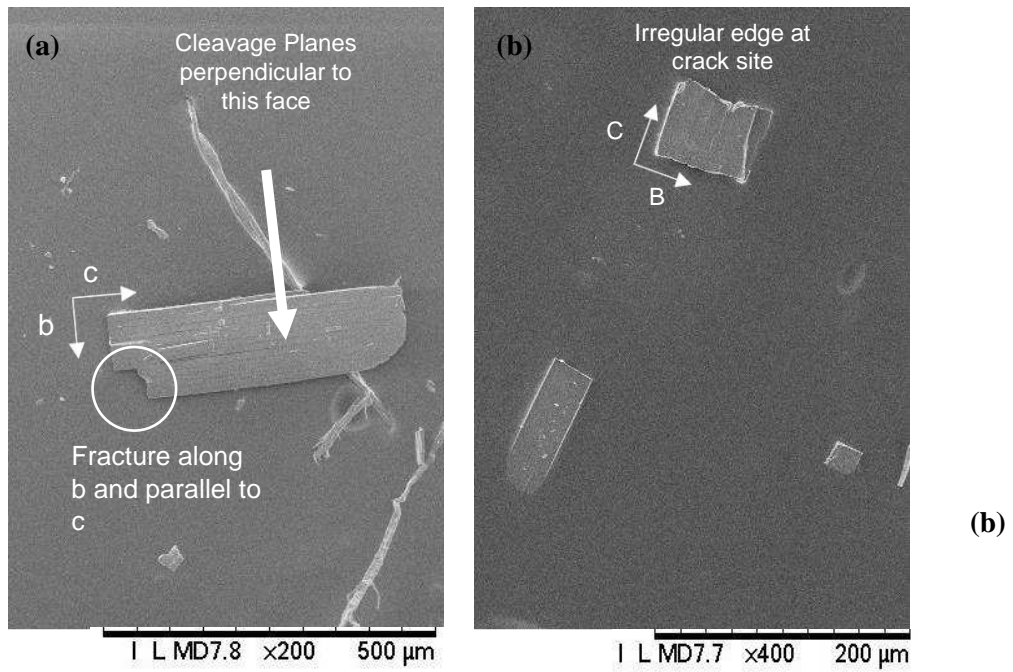 (a)
Cleavage Planes
perpendicular to
this face
c
b
Fracture along
b and parallel to
c
I L MD7.8 x200 500 µm
(b)
Irregular edge at
crack site
C
B
I L MD7.7 x400 200 µm
(b)